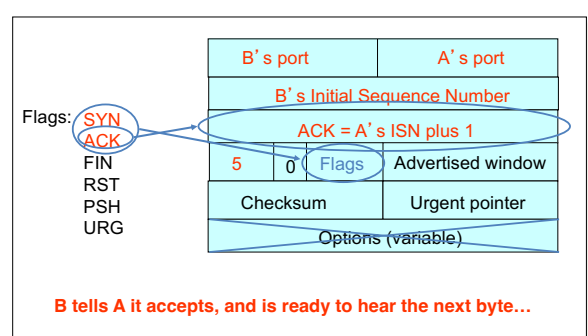 B's port A's port
B's Initial Sequence Number
Flags: SYN
ACK = A's ISN plus 1
ACK
FIN
5 0 Flags Advertised window
RST
PSH
Checksum Urgent pointer
URG
Options (variable)
B tells A it accepts, and is ready to hear the next byte…